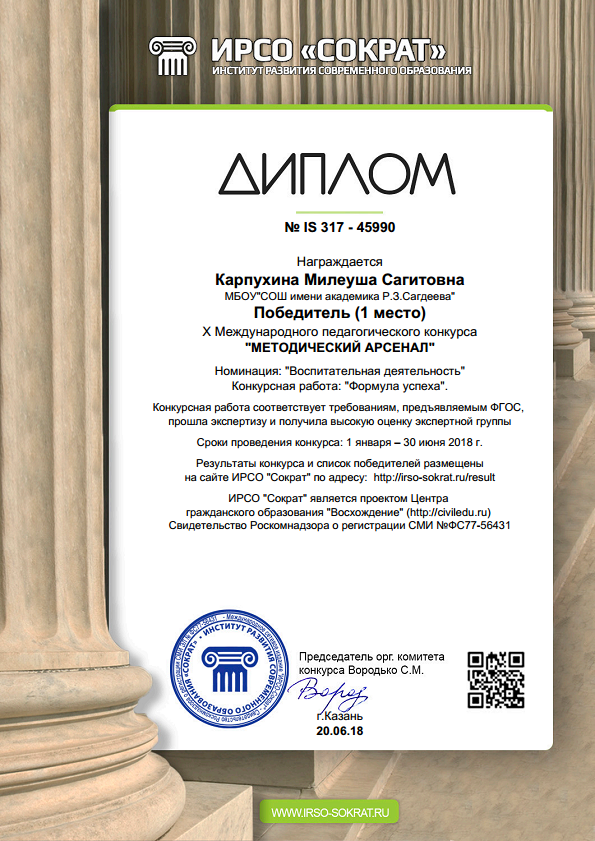 ИРСО «СОКРАТ»
ИНСТИТУТ РАЗВИТИЯ СОВРЕМЕННОГО ОБРАЗОВАНИЯ
ДИПЛОМ
№ IS 317 - 45990
Награждается
Карпухина Милеуша Сагитовна
МБОУ"СОШ имени академика Р.З.Сагдеева"
Победитель (1 место)
X Международного педагогического конкурса
"МЕТОДИЧЕСКИЙ АРСЕНАЛ"
Номинация: "Воспитательная деятельность"
Конкурсная работа: "Формула успеха".
Конкурсная работа соответствует требованиям, предъявляемым ФГОС,
прошла экспертизу и получила высокую оценку экспертной группы
Сроки проведения конкурса: 1 января – 30 июня 2018 г.
Результаты конкурса и список победителей размещены
на сайте ИРСО "Сократ" по адресу: http://irso-sokrat.ru/result
ИРСО "Сократ" является проектом Центра
гражданского образования "Восхождение" (http://civiledu.ru)
Свидетельство Роскомнадзора о регистрации СМИ №ФС77-56431
• ИНСТИТУТ РАЗВИТИЯ СОВРЕМЕННОГО ОБРАЗОВАНИЯ «СОКРАТ»
Председатель орг. комитета
конкурса Вородько С.М.
г.Казань
20.06.18
WWW.IRSO-SOKRAT.RU